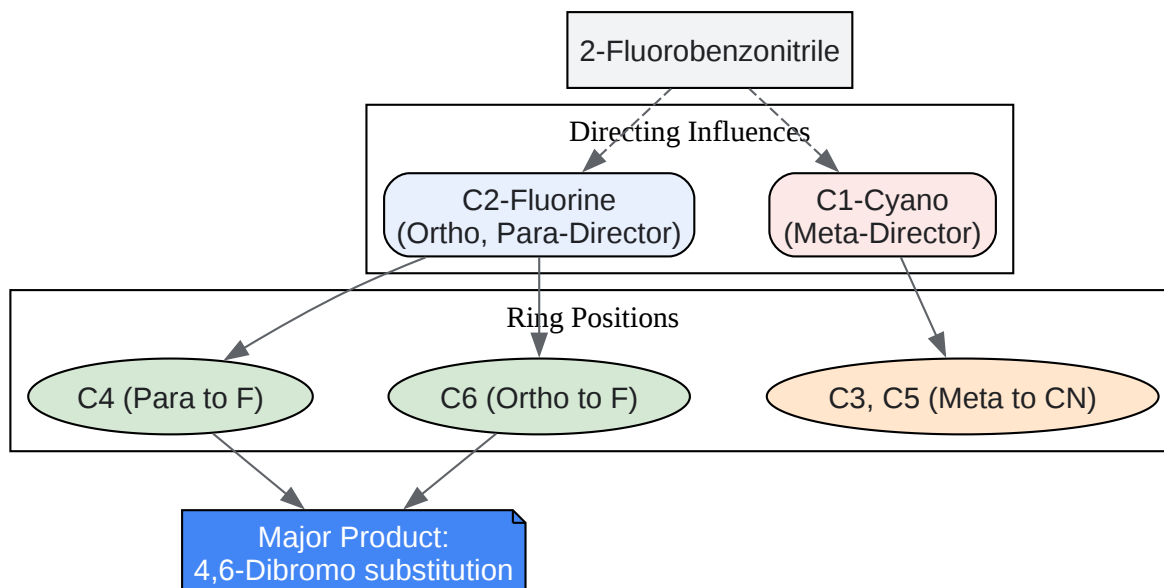 2-Fluorobenzonitrile
Directing Influences
C2-Fluorine
(Ortho, Para-Director)
C1-Cyano
(Meta-Director)
Ring Positions
C4 (Para to F)
C6 (Ortho to F)
C3, C5 (Meta to CN)
Major Product:
4,6-Dibromo substitution